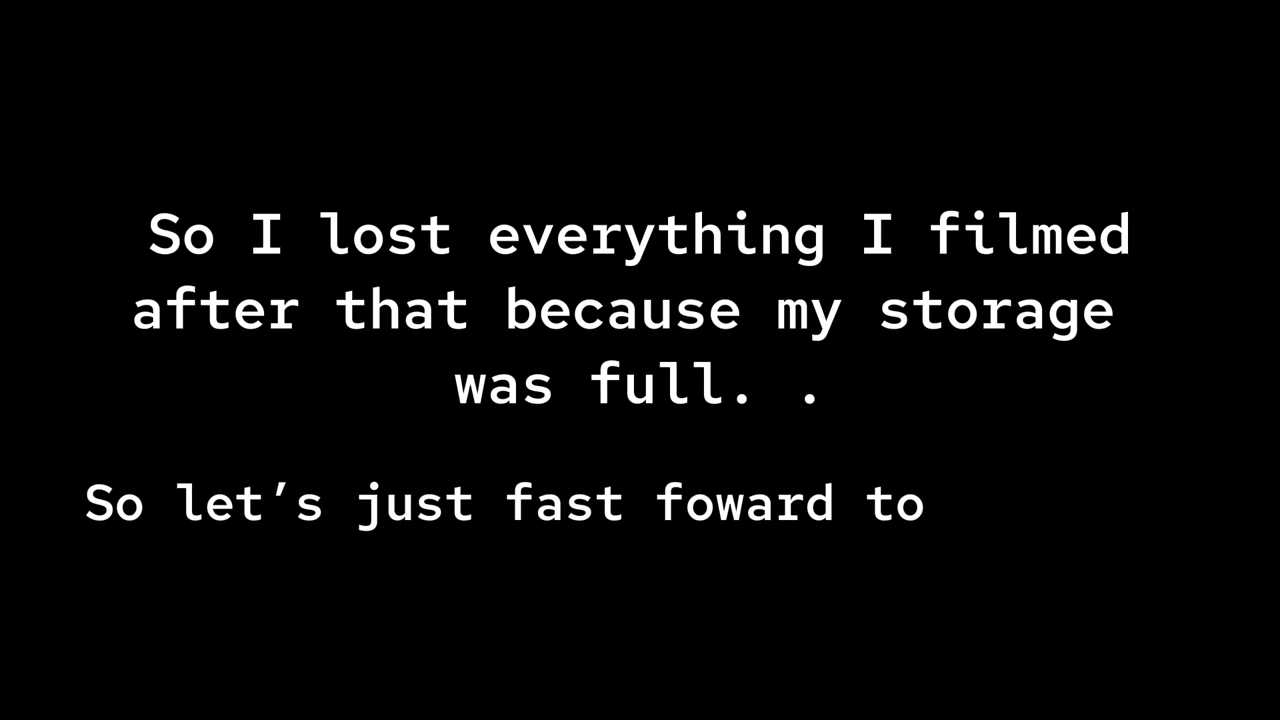 So I lost everything I filmed
after that because my storage
was full. .
So let’s just fast foward to